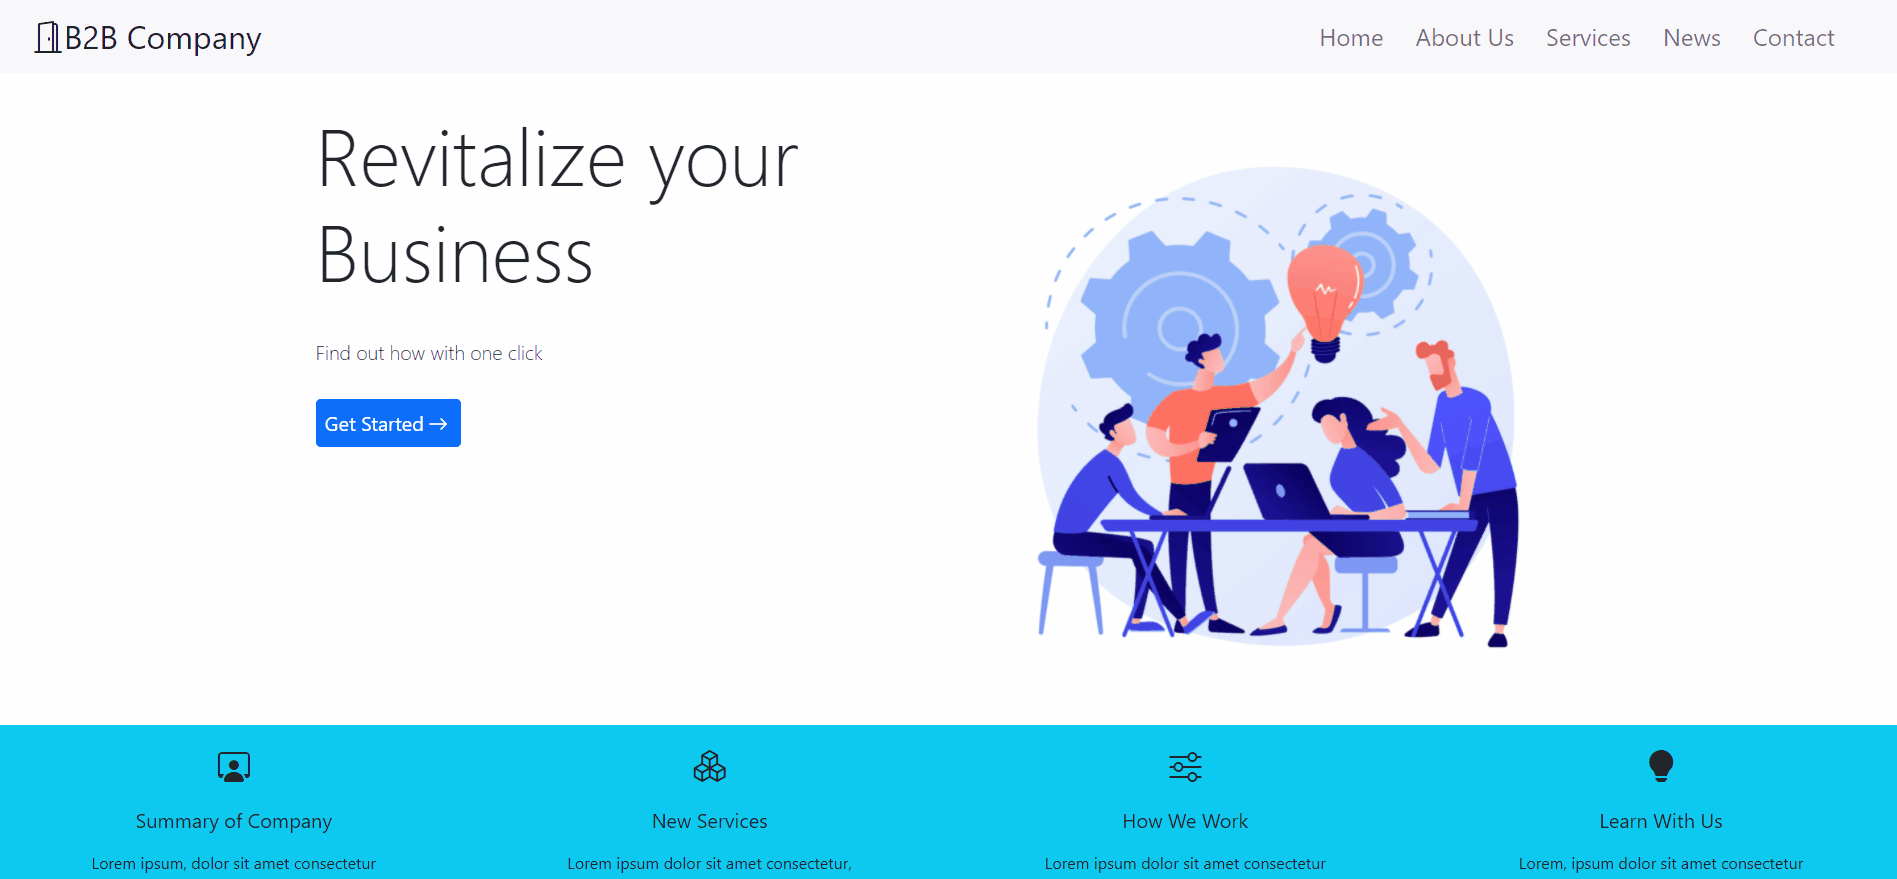 B2B Company
Home About Us Services News Contact
Revitalize your
Business
Find out how with one click
Get Started →
Summary of Company
Lorem ipsum, dolor sit amet consectetur
New Services
Lorem ipsum dolor sit amet consectetur,
How We Work
Lorem ipsum dolor sit amet consectetur
Learn With Us
Lorem, ipsum dolor sit amet consectetur